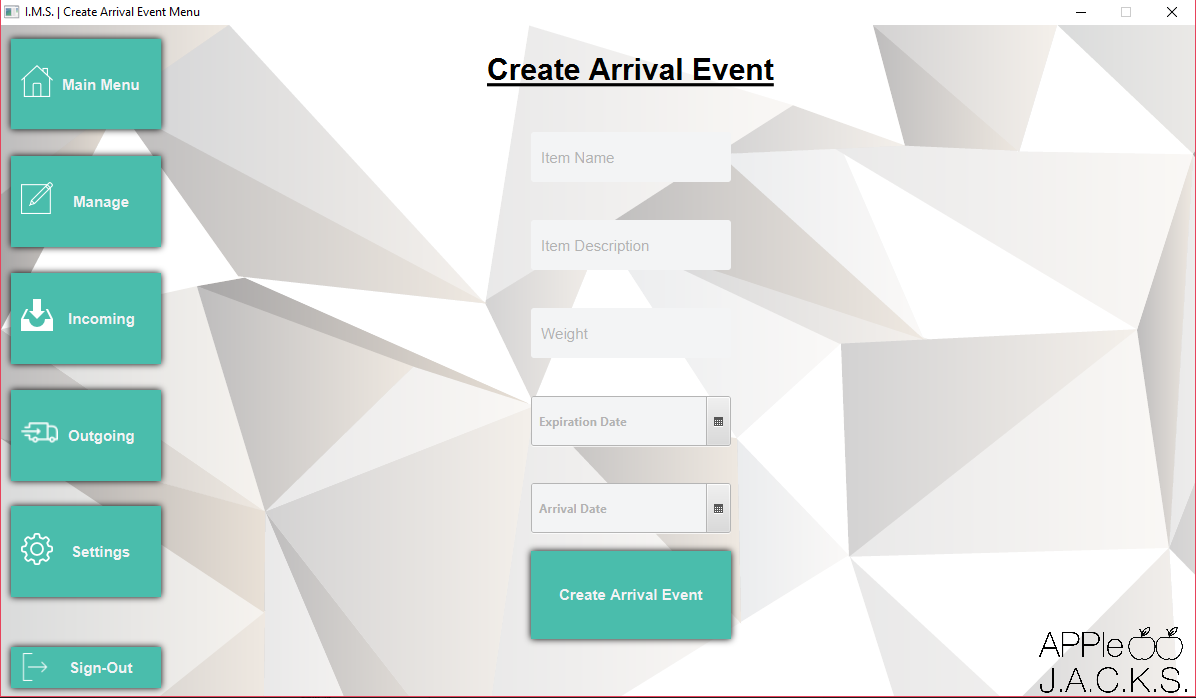 I.M.S. | Create Arrival Event Menu
Main Menu
Manage
Incoming
Outgoing
Settings
Sign-Out
Create Arrival Event
Item Name
Item Description
Weight
Expiration Date
Arrival Date
Create Arrival Event
APPle
J.A.C.K.S.